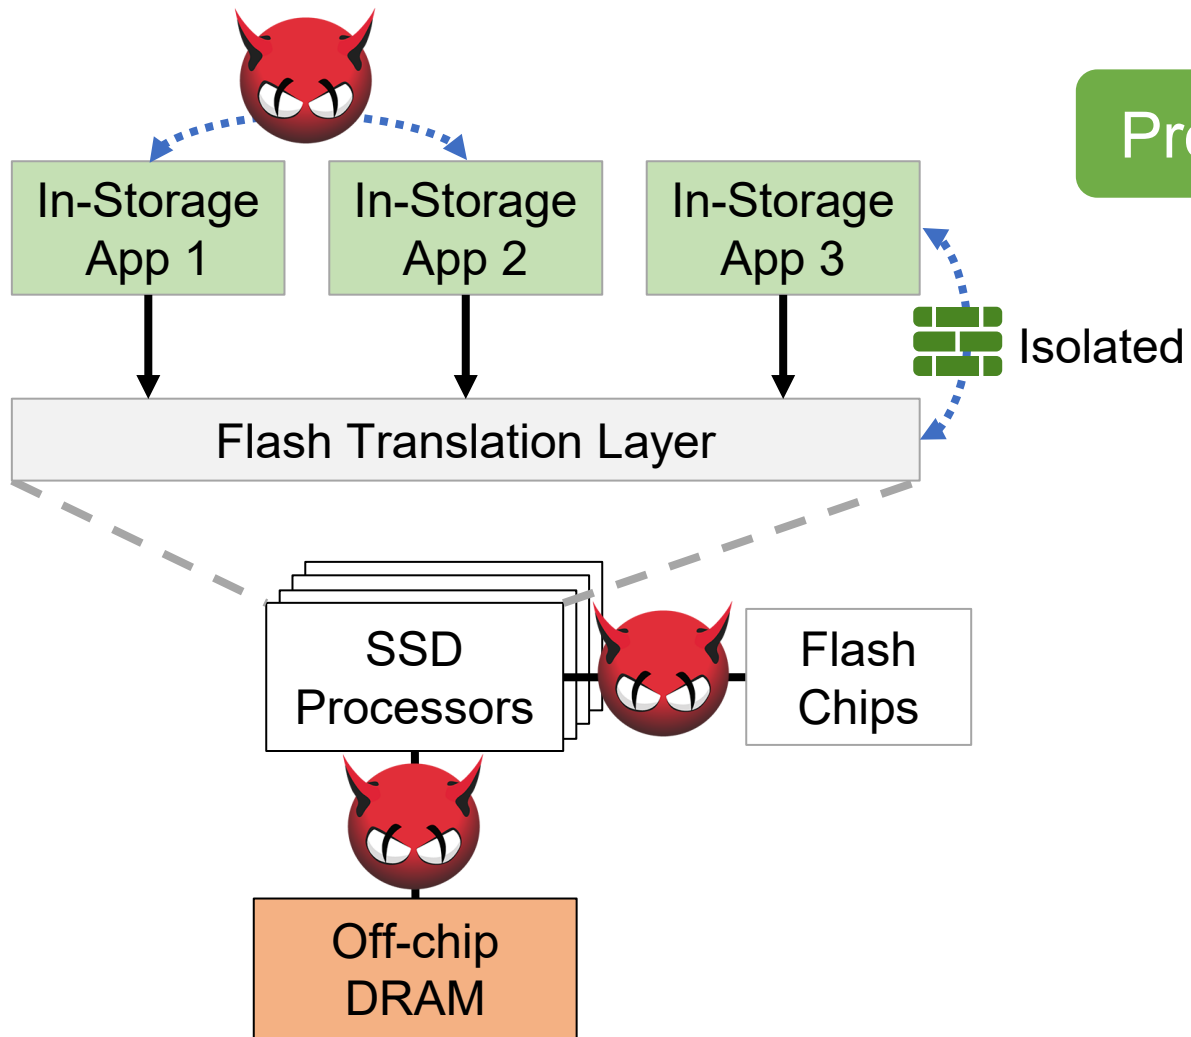 In-Storage
App 1
In-Storage
App 2
In-Storage
App 3
Isolated
Flash Translation Layer
SSD
Processors
Flash
Chips
Off-chip
DRAM